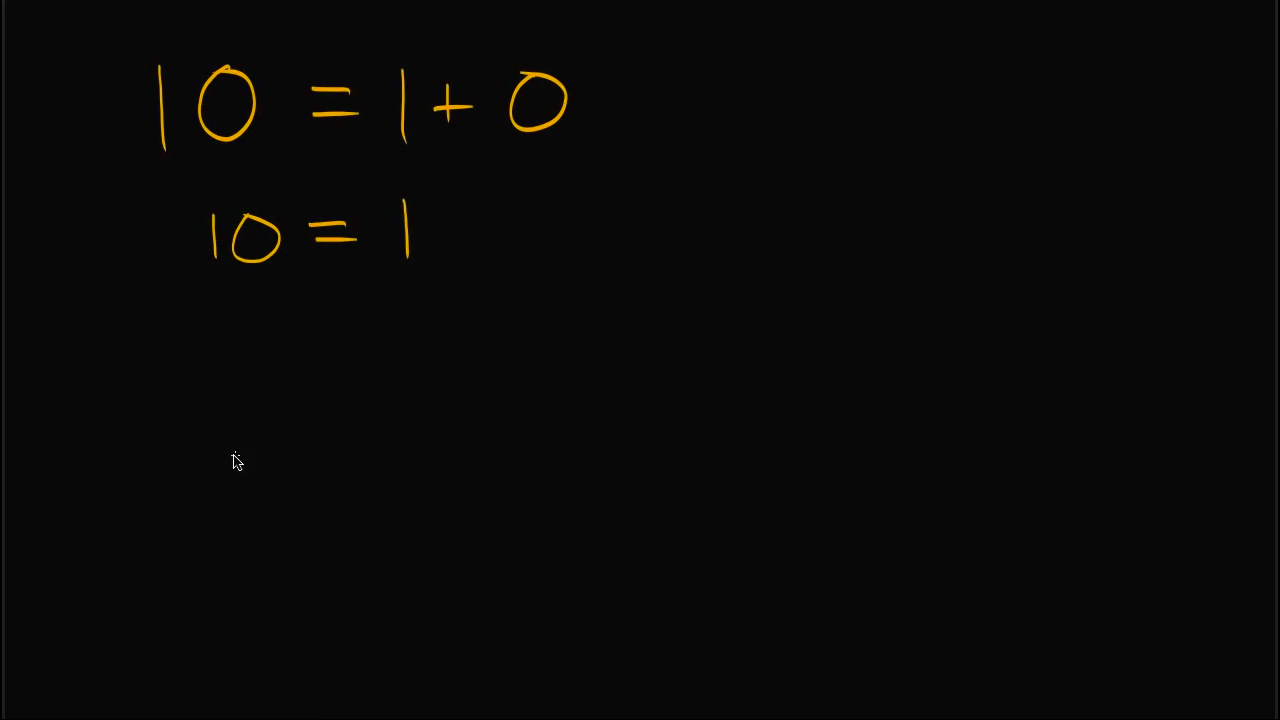 10 = 1 + 0
10 = 1